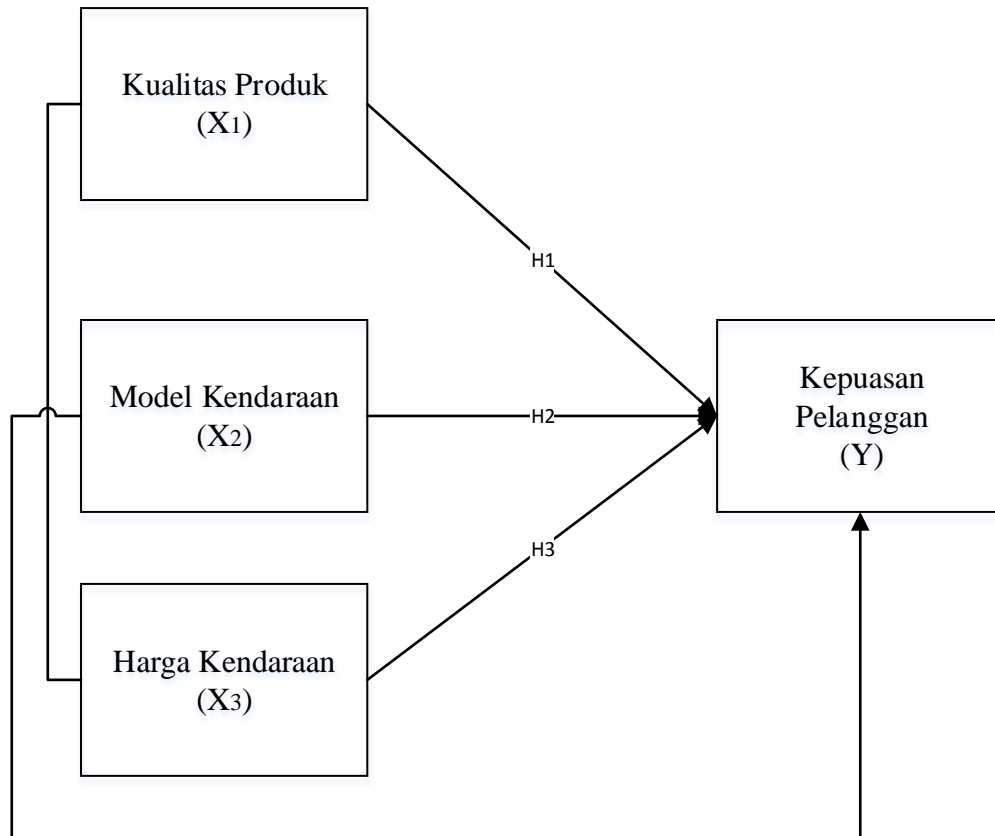 Kualitas Produk
(X1)
H1
Model Kendaraan
(X2)
H2
Kepuasan
Pelanggan
(Y)
H3
Harga Kendaraan
(X3)